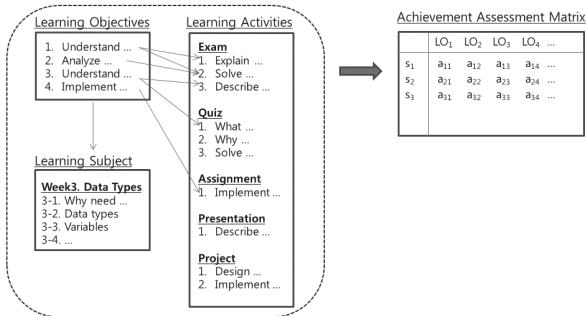 Learning Objectives
1. Understand ...
2. Analyze ...
3. Understand ...
4. Implement ...
Learning Subject
Week3. Data Types
3-1. Why need ...
3-2. Data types
3-3. Variables
3-4. ...
Learning Activities
Exam
1. Explain ...
2. Solve ...
3. Describe ...
Quiz
1. What ...
2. Why ...
3. Solve ...
Assignment
1. Implement ...
Presentation
1. Describe ...
Project
1. Design ...
2. Implement ...
Achievement Assessment Matrix
LO₁ LO₂ LO₃ LO₄ ...
s₁ a₁₁ a₁₂ a₁₃ a₁₄ ...
s₂ a₂₁ a₂₂ a₂₃ a₂₄ ...
s₃ a₃₁ a₃₂ a₃₃ a₃₄ ...